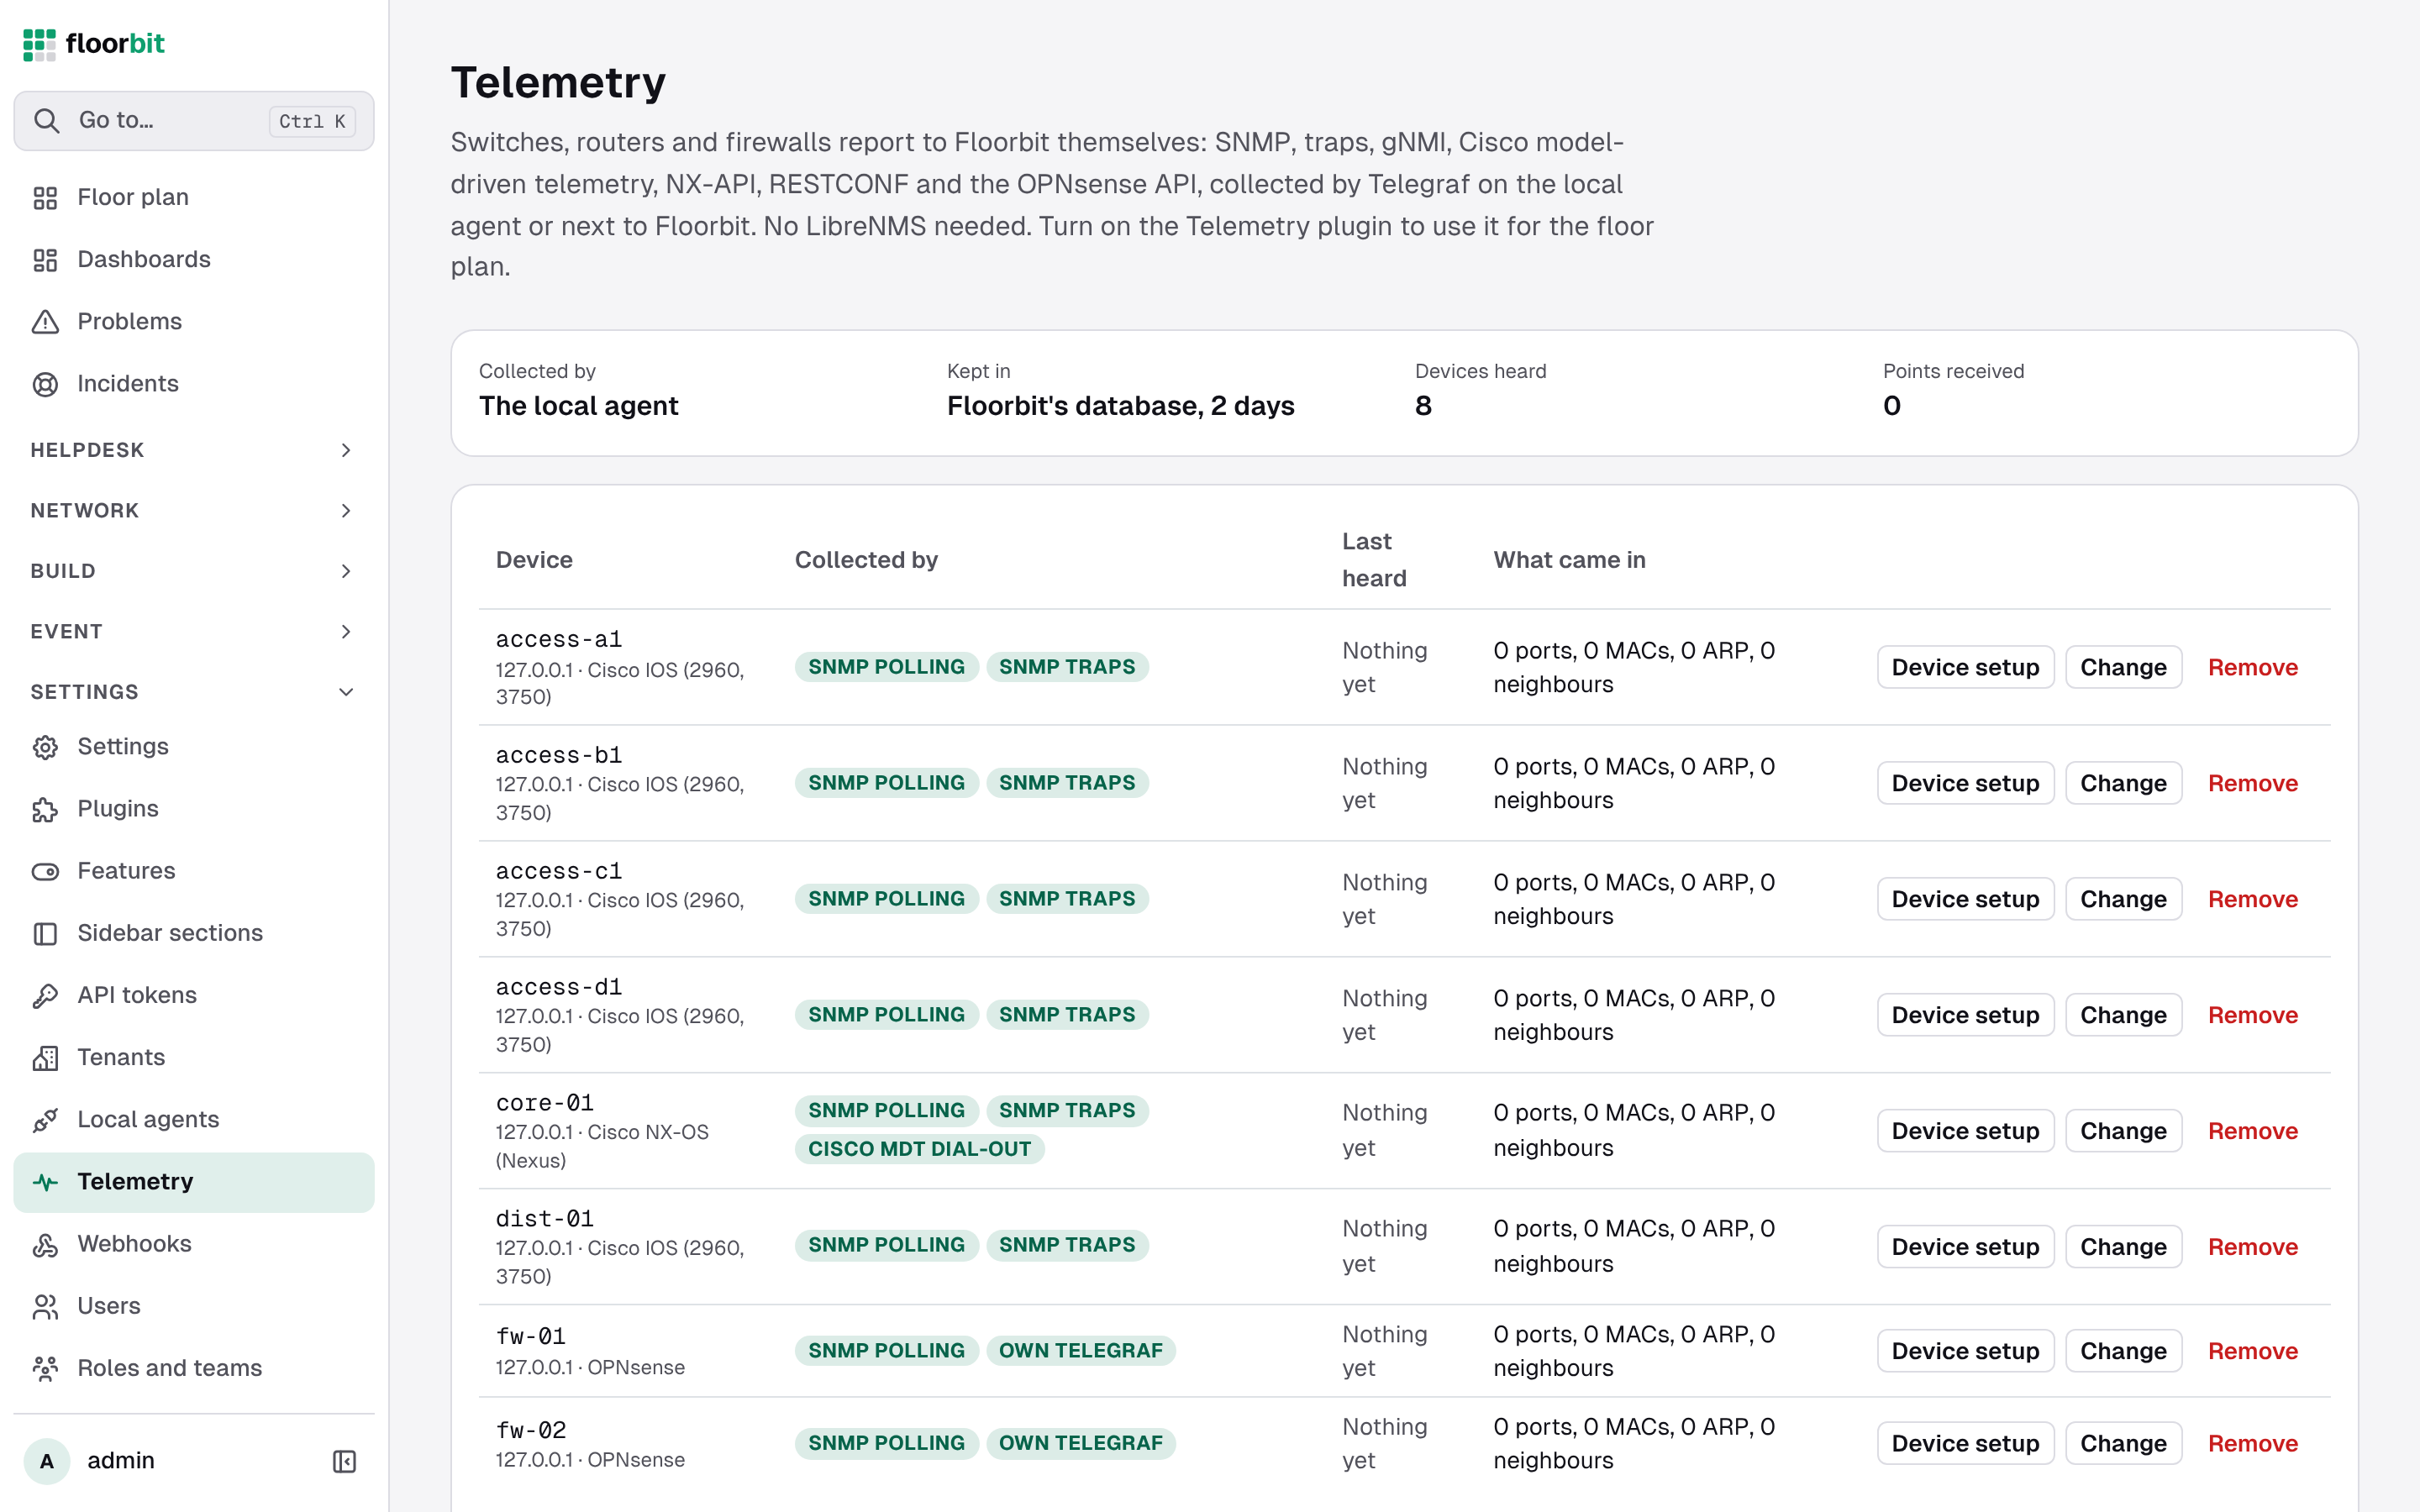 floorbit
Go to...
Ctrl K
Floor plan
Dashboards
Problems
Incidents
HELPDESK
NETWORK
BUILD
EVENT
SETTINGS
Settings
Plugins
Features
Sidebar sections
API tokens
Tenants
Local agents
Telemetry
Webhooks
Users
Roles and teams
A admin
Telemetry
Switches, routers and firewalls report to Floorbit themselves: SNMP, traps, gNMI, Cisco model-
driven telemetry, NX-API, RESTCONF and the OPNsense API, collected by Telegraf on the local
agent or next to Floorbit. No LibreNMS needed. Turn on the Telemetry plugin to use it for the floor
plan.
Collected by
The local agent
Kept in
Floorbit's database, 2 days
Devices heard
8
Points received
0
Device Collected by Last heard What came in
access-a1
127.0.0.1 · Cisco IOS (2960,
3750)
SNMP POLLING SNMP TRAPS
Nothing
yet
0 ports, 0 MACs, 0 ARP, 0
neighbours
Device setup Change Remove
access-b1
127.0.0.1 · Cisco IOS (2960,
3750)
SNMP POLLING SNMP TRAPS
Nothing
yet
0 ports, 0 MACs, 0 ARP, 0
neighbours
Device setup Change Remove
access-c1
127.0.0.1 · Cisco IOS (2960,
3750)
SNMP POLLING SNMP TRAPS
Nothing
yet
0 ports, 0 MACs, 0 ARP, 0
neighbours
Device setup Change Remove
access-d1
127.0.0.1 · Cisco IOS (2960,
3750)
SNMP POLLING SNMP TRAPS
Nothing
yet
0 ports, 0 MACs, 0 ARP, 0
neighbours
Device setup Change Remove
core-01
127.0.0.1 · Cisco NX-OS
(Nexus)
SNMP POLLING SNMP TRAPS
CISCO MDT DIAL-OUT
Nothing
yet
0 ports, 0 MACs, 0 ARP, 0
neighbours
Device setup Change Remove
dist-01
127.0.0.1 · Cisco IOS (2960,
3750)
SNMP POLLING SNMP TRAPS
Nothing
yet
0 ports, 0 MACs, 0 ARP, 0
neighbours
Device setup Change Remove
fw-01
127.0.0.1 · OPNsense
SNMP POLLING OWN TELEGRAF
Nothing
yet
0 ports, 0 MACs, 0 ARP, 0
neighbours
Device setup Change Remove
fw-02
127.0.0.1 · OPNsense
SNMP POLLING OWN TELEGRAF
Nothing
yet
0 ports, 0 MACs, 0 ARP, 0
neighbours
Device setup Change Remove